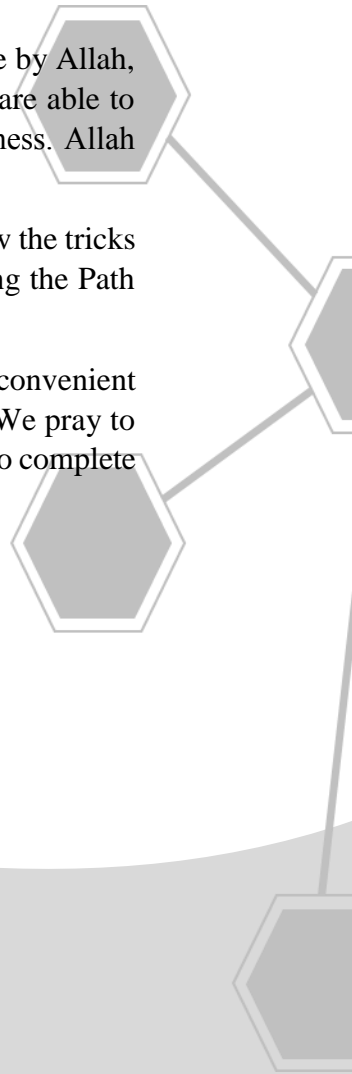 e by Allah,
are able to
ness. Allah
w the tricks
ng the Path
convenient
We pray to
o complete